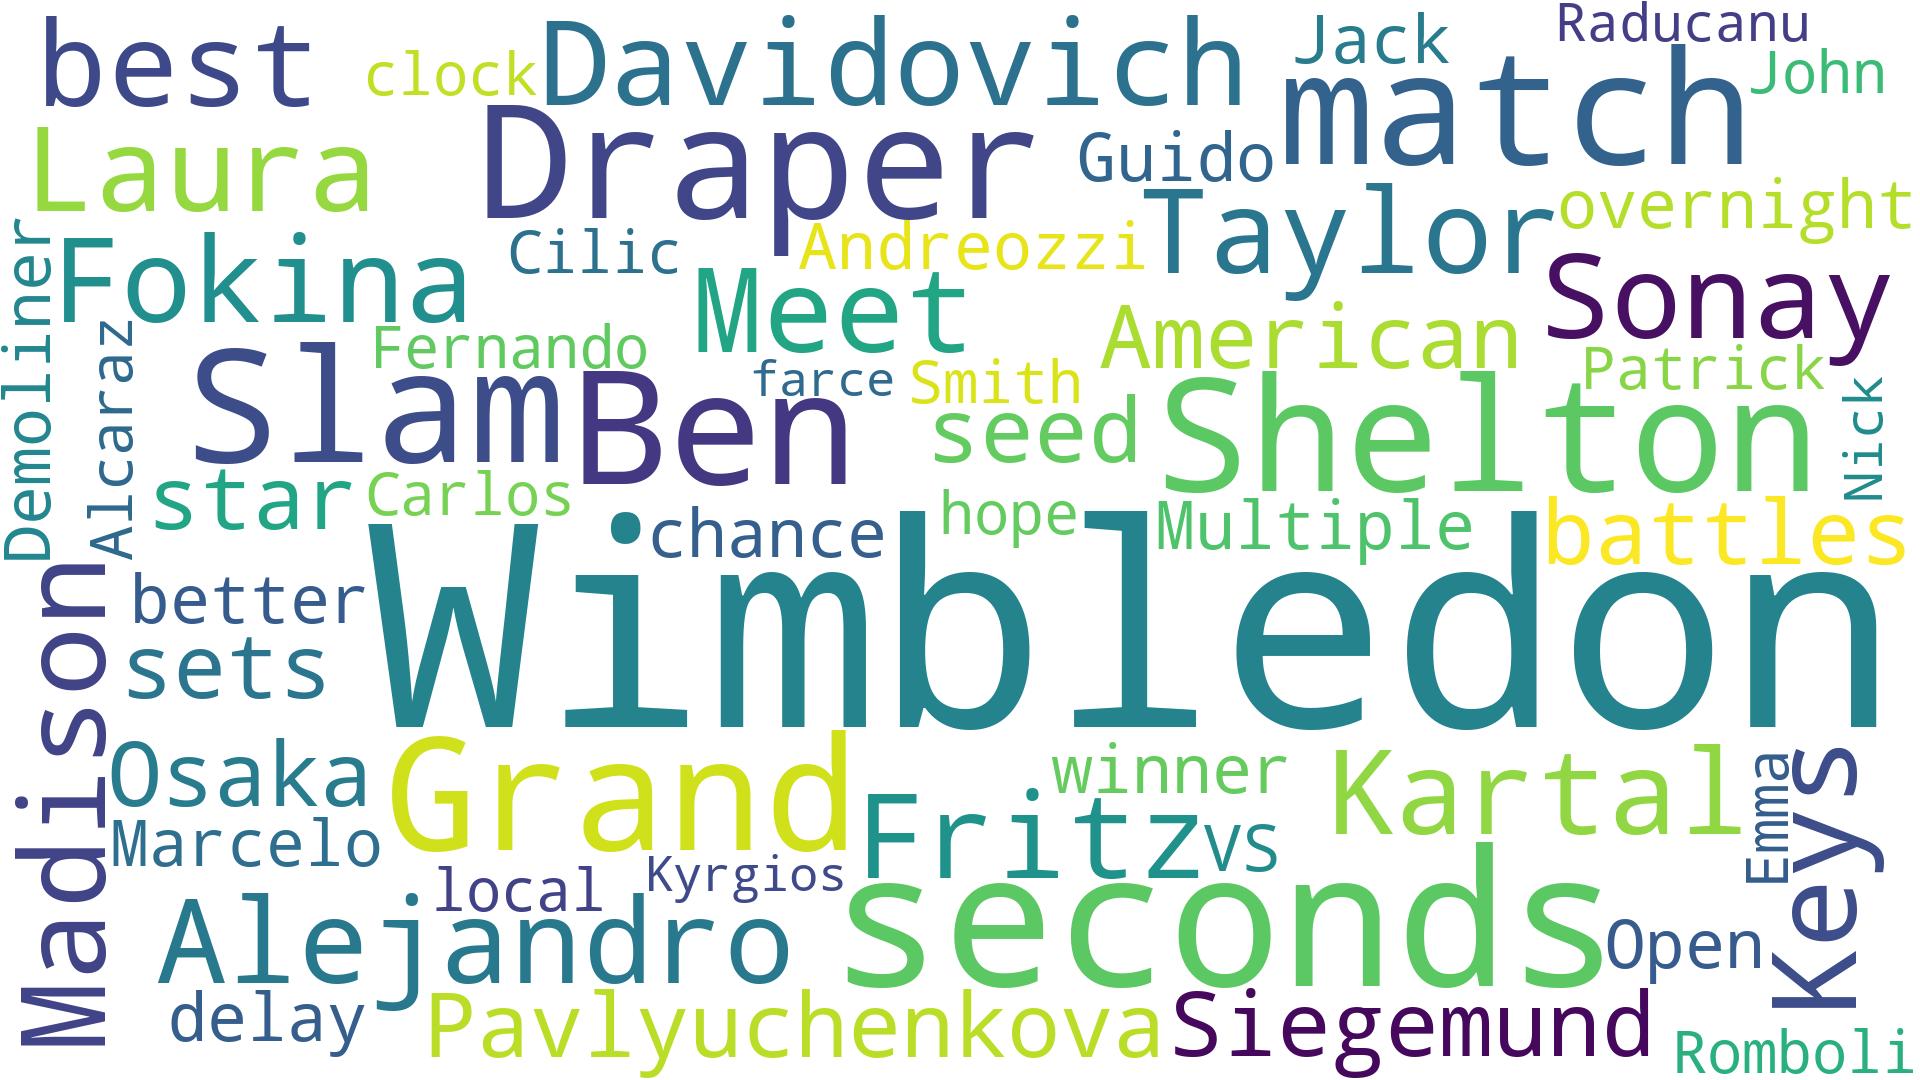 best
clock
Davidovich
Jack
Raducanu
match
John
Laura
Draper
Guido
Taylor
overnight
Demoliner
Fokina
Cilic
Andreozzi
Sonay
Meet
American
Alcaraz
Fernando
farce
Smith
Patrick
Slam
Ben
seed
Shelton
Nick
star
Carlos
chance
hope
Multiple
battles
Madison
better
Wimbledon
sets
Osaka
Grand
winner
Kartal
Emma
Keys
Marcelo
Fritz
VS
local
Kyrgios
Alejandro
seconds
Open
delay
Pavlyuchenkova
Siegemund
Romboli